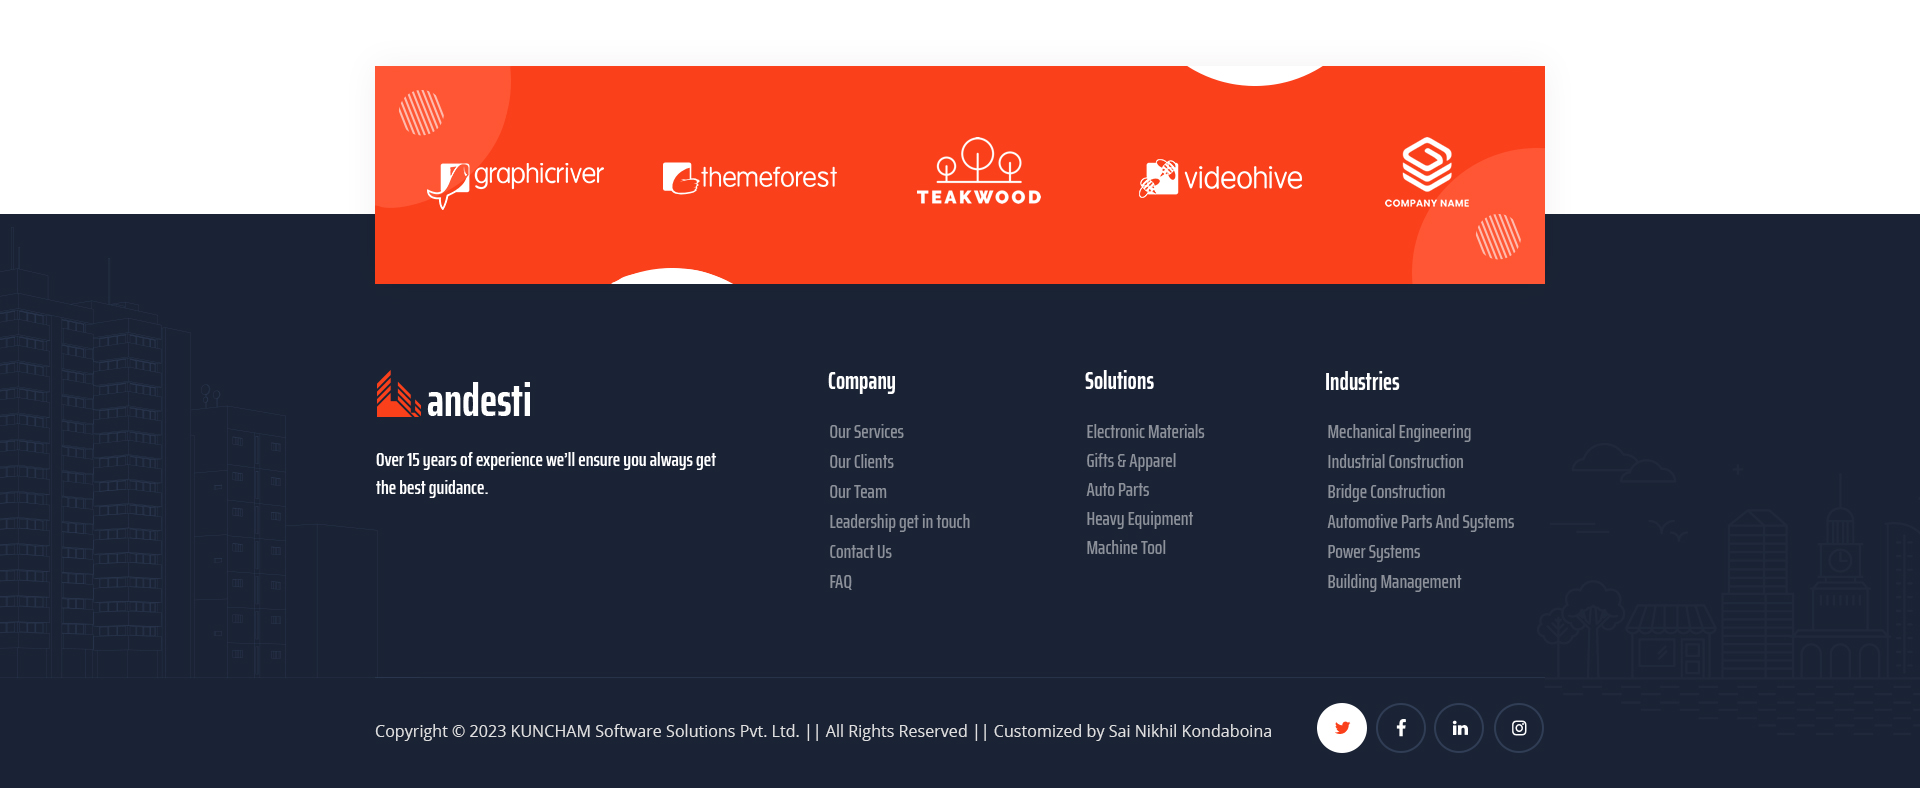 graphicriver
themeforest
TEAKWOOD
videohive
COMPANY NAME
andesti
Over 15 years of experience we’ll ensure you always get
the best guidance.
Company
Our Services
Our Clients
Our Team
Leadership get in touch
Contact Us
FAQ
Solutions
Electronic Materials
Gifts & Apparel
Auto Parts
Heavy Equipment
Machine Tool
Industries
Mechanical Engineering
Industrial Construction
Bridge Construction
Automotive Parts And Systems
Power Systems
Building Management
Copyright © 2023 KUNCHAM Software Solutions Pvt. Ltd. || All Rights Reserved || Customized by Sai Nikhil Kondaboina